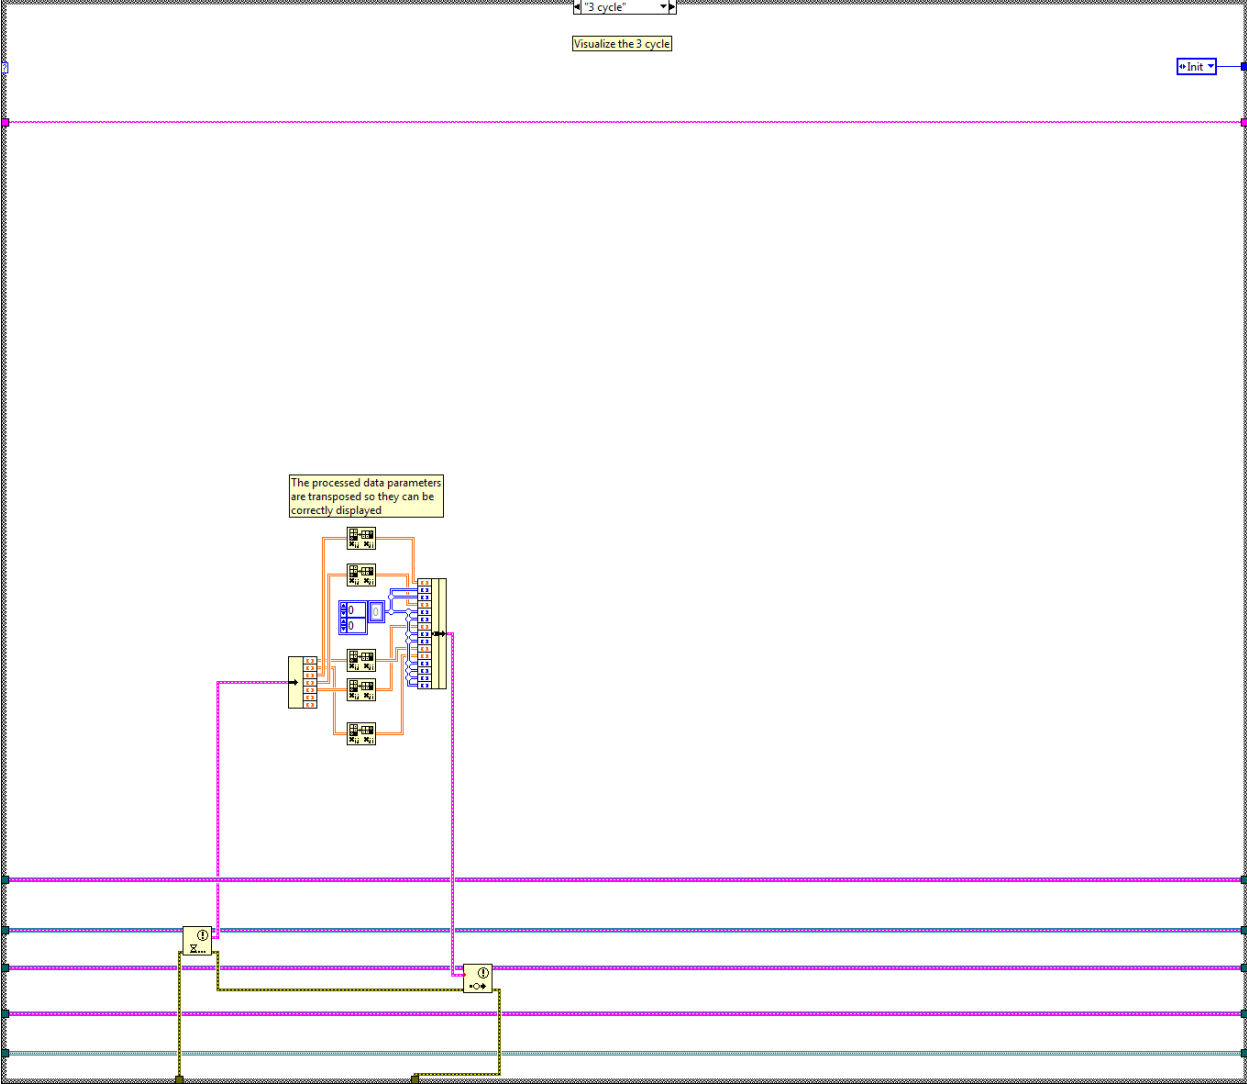 "3 cycle"
Visualize the 3 cycle
Init
The processed data parameters
are transposed so they can be
correctly displayed
0
0
0